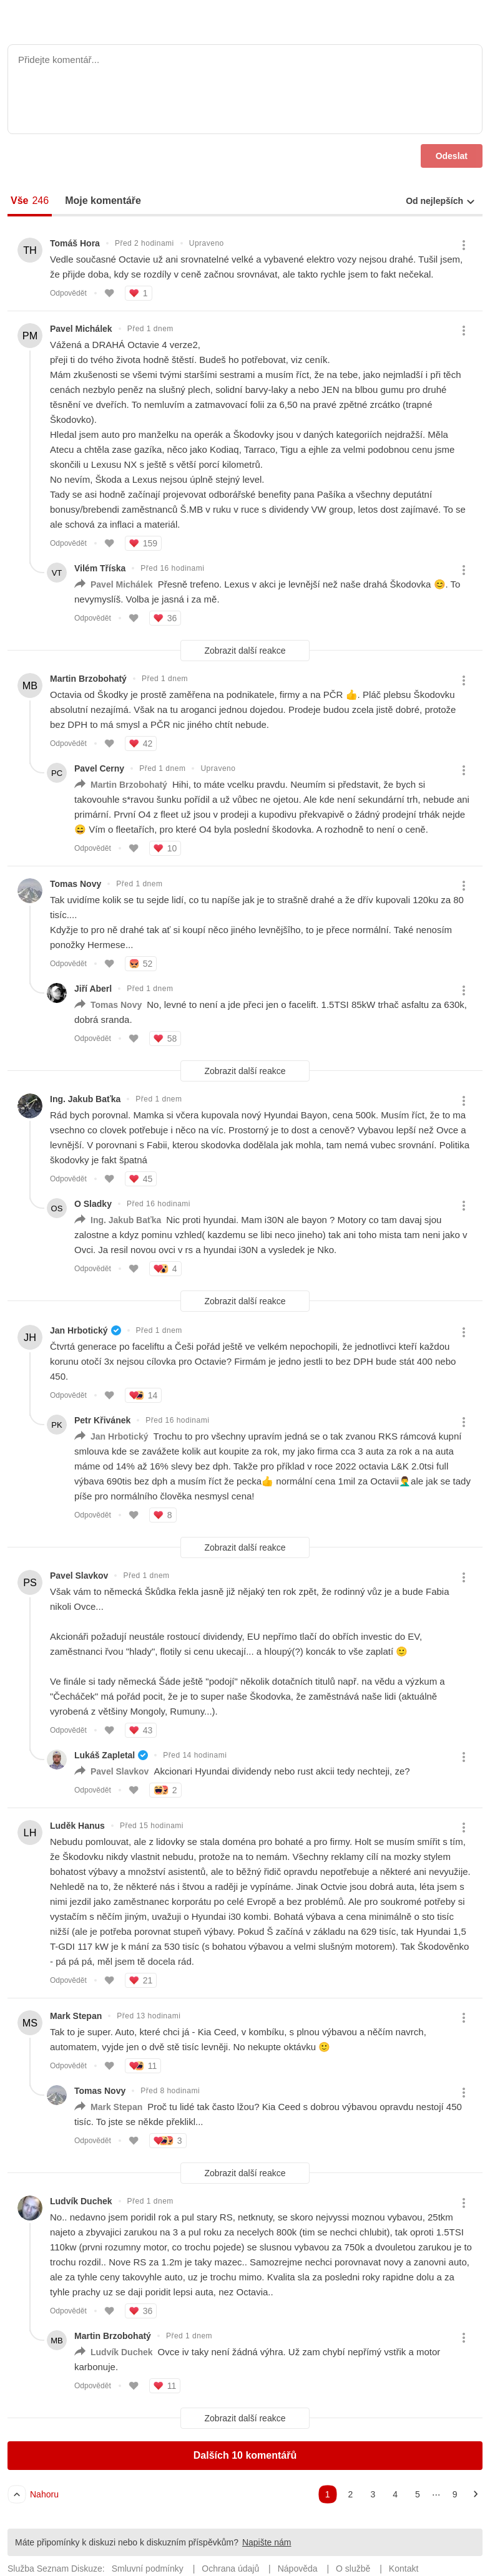 Přidejte komentář...
Odeslat
Vše 246
Moje komentáře
Od nejlepších
TH
Tomáš Hora
Před 2 hodinami
Upraveno
Vedle současné Octavie už ani srovnatelné velké a vybavené elektro vozy nejsou drahé. Tušil jsem,
že přijde doba, kdy se rozdíly v ceně začnou srovnávat, ale takto rychle jsem to fakt nečekal.
Odpovědět
1
PM
Pavel Michálek
Před 1 dnem
Vážená a DRAHÁ Octavie 4 verze2,
přeji ti do tvého života hodně štěstí. Budeš ho potřebovat, viz ceník.
Mám zkušenosti se všemi tvými staršími sestrami a musím říct, že na tebe, jako nejmladší i při těch
cenách nezbylo peněz na slušný plech, solidní barvy-laky a nebo JEN na blbou gumu pro druhé
těsnění ve dveřích. To nemluvím a zatmavovací folii za 6,50 na pravé zpětné zrcátko (trapné
Škodovko).
Hledal jsem auto pro manželku na operák a Škodovky jsou v daných kategoriích nejdražší. Měla
Atecu a chtěla zase gazíka, něco jako Kodiaq, Tarraco, Tigu a ejhle za velmi podobnou cenu jsme
skončili u Lexusu NX s ještě s větší porcí kilometrů.
No nevím, Škoda a Lexus nejsou úplně stejný level.
Tady se asi hodně začínají projevovat odborářské benefity pana Pašíka a všechny deputátní
bonusy/brebendi zaměstnanců Š.MB v ruku v ruce s dividendy VW group, letos dost zajímavé. To se
ale schová za inflaci a materiál.
Odpovědět
159
VT
Vilém Tříska
Před 16 hodinami
Pavel Michálek Přesně trefeno. Lexus v akci je levnější než naše drahá Škodovka 😊. To
nevymyslíš. Volba je jasná i za mě.
Odpovědět
36
Zobrazit další reakce
MB
Martin Brzobohatý
Před 1 dnem
Octavia od Škodky je prostě zaměřena na podnikatele, firmy a na PČR 👍. Pláč plebsu Škodovku
absolutní nezajímá. Však na tu aroganci jednou dojedou. Prodeje budou zcela jistě dobré, protože
bez DPH to má smysl a PČR nic jiného chtít nebude.
Odpovědět
42
PC
Pavel Cerny
Před 1 dnem
Upraveno
Martin Brzobohatý Hihi, to máte vcelku pravdu. Neumím si představit, že bych si
takovouhle s*ravou šunku pořídil a už vůbec ne ojetou. Ale kde není sekundární trh, nebude ani
primární. První O4 z fleet už jsou v prodeji a kupodivu překvapivě o žádný prodejní trhák nejde
😄 Vím o fleetařích, pro které O4 byla poslední škodovka. A rozhodně to není o ceně.
Odpovědět
10
Tomas Novy
Před 1 dnem
Tak uvidíme kolik se tu sejde lidí, co tu napíše jak je to strašně drahé a že dřív kupovali 120ku za 80
tisíc....
Kdyžje to pro ně drahé tak ať si koupí něco jiného levnějšího, to je přece normální. Také nenosím
ponožky Hermese...
Odpovědět
52
Jiří Aberl
Před 1 dnem
Tomas Novy No, levné to není a jde přeci jen o facelift. 1.5TSI 85kW trhač asfaltu za 630k,
dobrá sranda.
Odpovědět
58
Zobrazit další reakce
Ing. Jakub Baťka
Před 1 dnem
Rád bych porovnal. Mamka si včera kupovala nový Hyundai Bayon, cena 500k. Musím říct, že to ma
vsechno co clovek potřebuje i něco na víc. Prostorný je to dost a cenově? Vybavou lepší než Ovce a
levnější. V porovnani s Fabii, kterou skodovka dodělala jak mohla, tam nemá vubec srovnání. Politika
škodovky je fakt špatná
Odpovědět
45
OS
O Sladky
Před 16 hodinami
Ing. Jakub Baťka Nic proti hyundai. Mam i30N ale bayon ? Motory co tam davaj sjou
zalostne a kdyz pominu vzhled( kazdemu se libi neco jineho) tak ani toho mista tam neni jako v
Ovci. Ja resil novou ovci v rs a hyundai i30N a vysledek je Nko.
Odpovědět
4
Zobrazit další reakce
JH
Jan Hrbotický
Před 1 dnem
Čtvrtá generace po faceliftu a Češi pořád ještě ve velkém nepochopili, že jednotlivci kteří každou
korunu otočí 3x nejsou cílovka pro Octavie? Firmám je jedno jestli to bez DPH bude stát 400 nebo
450.
Odpovědět
14
PK
Petr Křivánek
Před 16 hodinami
Jan Hrbotický Trochu to pro všechny upravím jedná se o tak zvanou RKS rámcová kupní
smlouva kde se zavážete kolik aut koupite za rok, my jako firma cca 3 auta za rok a na auta
máme od 14% až 16% slevy bez dph. Takže pro příklad v roce 2022 octavia L&K 2.0tsi full
výbava 690tis bez dph a musím říct že pecka👍 normální cena 1mil za Octavii🤦‍♂️ale jak se tady
píše pro normálního člověka nesmysl cena!
Odpovědět
8
Zobrazit další reakce
PS
Pavel Slavkov
Před 1 dnem
Však vám to německá Škůdka řekla jasně již nějaký ten rok zpět, že rodinný vůz je a bude Fabia
nikoli Ovce...
Akcionáři požadují neustále rostoucí dividendy, EU nepřímo tlačí do obřích investic do EV,
zaměstnanci řvou "hlady", flotily si cenu ukecají... a hloupý(?) koncák to vše zaplatí 🙂
Ve finále si tady německá Šáde ještě "podojí" několik dotačních titulů např. na vědu a výzkum a
"Čecháček" má pořád pocit, že je to super naše Škodovka, že zaměstnává naše lidi (aktuálně
vyrobená z většiny Mongoly, Rumuny...).
Odpovědět
43
Lukáš Zapletal
Před 14 hodinami
Pavel Slavkov Akcionari Hyundai dividendy nebo rust akcii tedy nechteji, ze?
Odpovědět
2
LH
Luděk Hanus
Před 15 hodinami
Nebudu pomlouvat, ale z lidovky se stala doména pro bohaté a pro firmy. Holt se musím smířit s tím,
že Škodovku nikdy vlastnit nebudu, protože na to nemám. Všechny reklamy cílí na mozky stylem
bohatost výbavy a množství asistentů, ale to běžný řidič opravdu nepotřebuje a některé ani nevyužije.
Nehledě na to, že některé nás i štvou a raději je vypínáme. Jinak Octvie jsou dobrá auta, léta jsem s
nimi jezdil jako zaměstnanec korporátu po celé Evropě a bez problémů. Ale pro soukromé potřeby si
vystačím s něčím jiným, uvažuji o Hyundai i30 kombi. Bohatá výbava a cena minimálně o sto tisíc
nižší (ale je potřeba porovnat stupeň výbavy. Pokud Š začíná v základu na 629 tisíc, tak Hyundai 1,5
T-GDI 117 kW je k mání za 530 tisíc (s bohatou výbavou a velmi slušným motorem). Tak Škodověnko
- pá pá pá, měl jsem tě docela rád.
Odpovědět
21
MS
Mark Stepan
Před 13 hodinami
Tak to je super. Auto, které chci já - Kia Ceed, v kombíku, s plnou výbavou a něčím navrch,
automatem, vyjde jen o dvě stě tisíc levněji. No nekupte oktávku 🙂
Odpovědět
11
Tomas Novy
Před 8 hodinami
Mark Stepan Proč tu lidé tak často lžou? Kia Ceed s dobrou výbavou opravdu nestojí 450
tisíc. To jste se někde překlikl...
Odpovědět
3
Zobrazit další reakce
Ludvík Duchek
Před 1 dnem
No.. nedavno jsem poridil rok a pul stary RS, netknuty, se skoro nejvyssi moznou vybavou, 25tkm
najeto a zbyvajici zarukou na 3 a pul roku za necelych 800k (tim se nechci chlubit), tak oproti 1.5TSI
110kw (prvni rozumny motor, co trochu pojede) se slusnou vybavou za 750k a dvouletou zarukou je to
trochu rozdil.. Nove RS za 1.2m je taky mazec.. Samozrejme nechci porovnavat novy a zanovni auto,
ale za tyhle ceny takovyhle auto, uz je trochu mimo. Kvalita sla za posledni roky rapidne dolu a za
tyhle prachy uz se daji poridit lepsi auta, nez Octavia..
Odpovědět
36
MB
Martin Brzobohatý
Před 1 dnem
Ludvík Duchek Ovce iv taky není žádná výhra. Už zam chybí nepřímý vstřik a motor
karbonuje.
Odpovědět
11
Zobrazit další reakce
Dalších 10 komentářů
Nahoru
1 2 3 4 5 ··· 9
Máte připomínky k diskuzi nebo k diskuzním příspěvkům? Napište nám
Služba Seznam Diskuze: Smluvní podmínky | Ochrana údajů | Nápověda | O službě | Kontakt